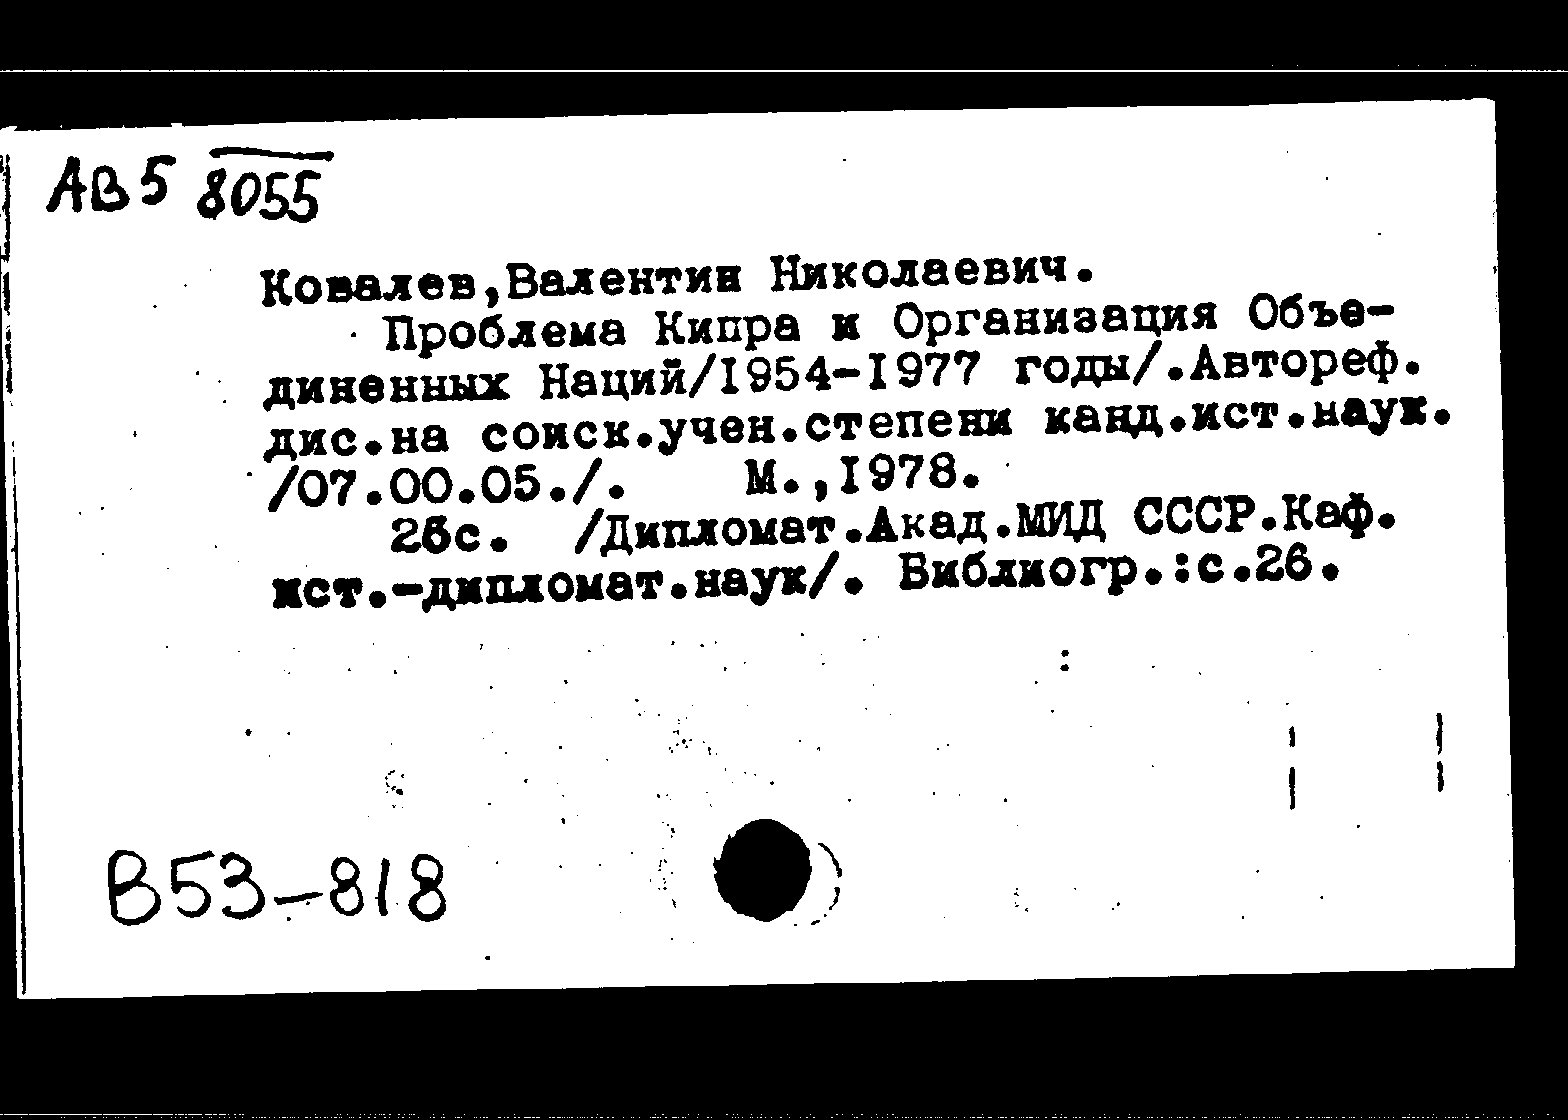 АВ5 8055
Ковалев,Валентин Николаевич.
Проблема Кипра и Организация Объе-
диненных Наций/1954-1977 годы/.Автореф.
дис.на соиск.учен.степени канд.ист.наук.
/07.00.05./. М.,1978.
26с. /Дипломат.Акад.МИД СССР.Каф.
ист.-дипломат.наук/. Библиогр.:с.26.
В53-818